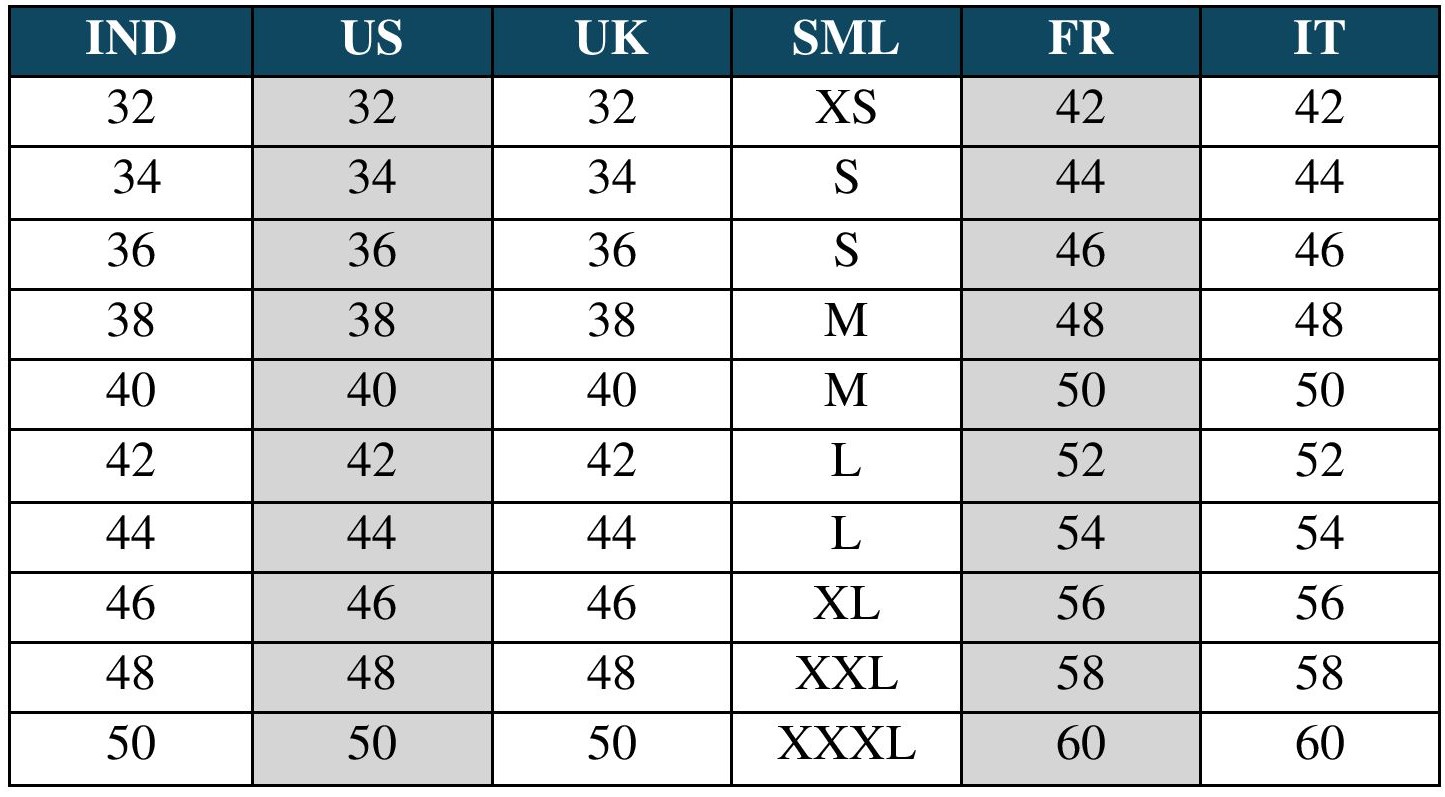 IND US UK SML FR IT
32 32 32 XS 42 42
34 34 34 S 44 44
36 36 36 S 46 46
38 38 38 M 48 48
40 40 40 M 50 50
42 42 42 L 52 52
44 44 44 L 54 54
46 46 46 XL 56 56
48 48 48 XXL 58 58
50 50 50 XXXL 60 60